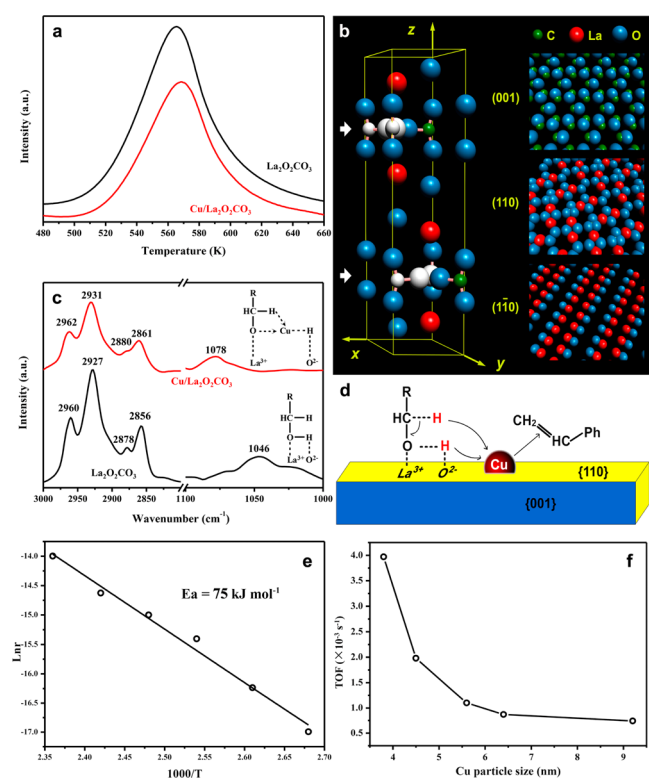 a
Intensity (a.u.)
La₂O₂CO₃
Cu/La₂O₂CO₃
480 500 520 540 560 580 600 620 640 660
Temperature (K)
b
z
C La O
(001)
(110)
(11̄0)
x
y
c
Intensity (a.u.)
2931
2962
2880
2861
1078
Cu/La₂O₂CO₃
R
CH H
O Cu H
La³⁺ O²⁻
2927
2960
2878
2856
1046
La₂O₂CO₃
R
CH H
O H
La³⁺ O²⁻
3000 2950 2900 2850 1100 1050 1000
Wavenumber (cm⁻¹)
d
R
HC H
O H
La³⁺ O²⁻
Cu
CH₂
HC Ph
{110}
{001}
e
Ea = 75 kJ mol⁻¹
Lnr
-14.0
-14.5
-15.0
-15.5
-16.0
-16.5
-17.0
2.35 2.40 2.45 2.50 2.55 2.60 2.65 2.70
1000/T
f
TOF (×10⁻³ s⁻¹)
4.0
3.5
3.0
2.5
2.0
1.5
1.0
0.5
4 5 6 7 8 9
Cu particle size (nm)